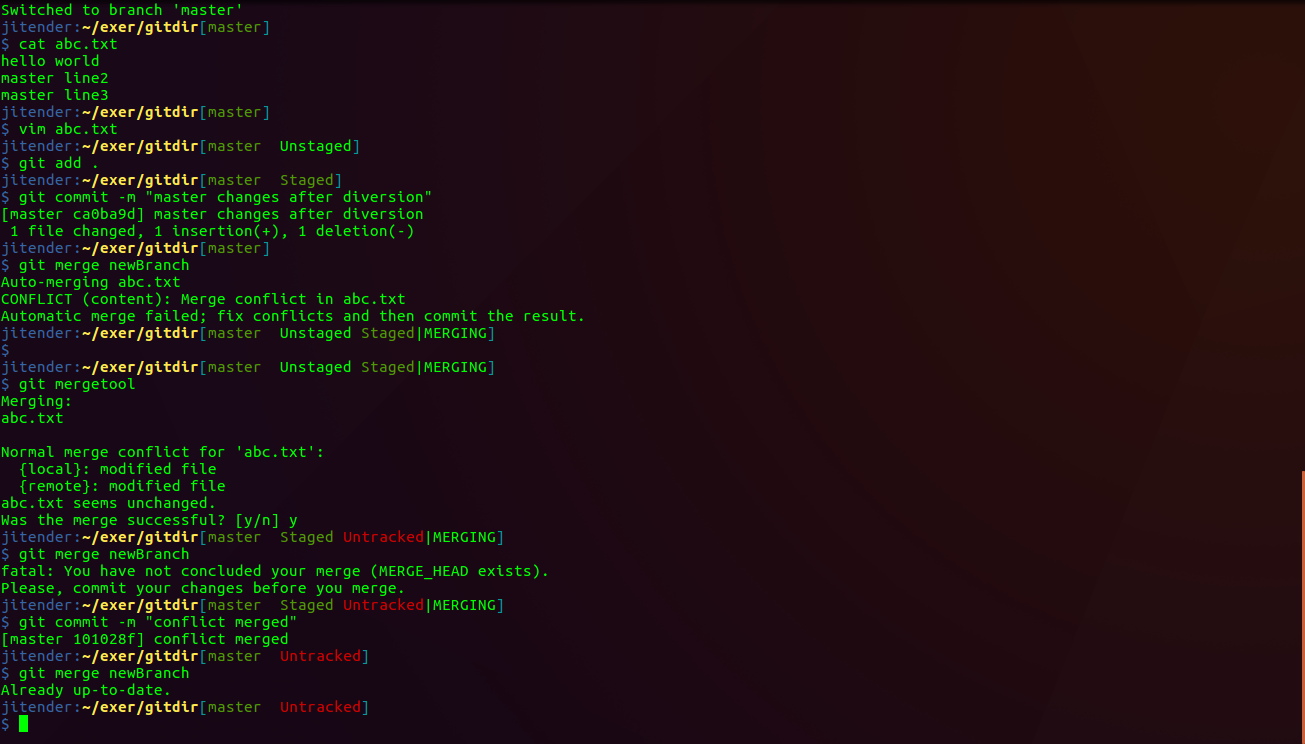 Switched to branch 'master'
jitender:~/exer/gitdir[master]
$ cat abc.txt
hello world
master line2
master line3
jitender:~/exer/gitdir[master]
$ vim abc.txt
jitender:~/exer/gitdir[master  Unstaged]
$ git add .
jitender:~/exer/gitdir[master  Staged]
$ git commit -m "master changes after diversion"
[master ca0ba9d] master changes after diversion
 1 file changed, 1 insertion(+), 1 deletion(-)
jitender:~/exer/gitdir[master]
$ git merge newBranch
Auto-merging abc.txt
CONFLICT (content): Merge conflict in abc.txt
Automatic merge failed; fix conflicts and then commit the result.
jitender:~/exer/gitdir[master  Unstaged Staged|MERGING]
$
jitender:~/exer/gitdir[master  Unstaged Staged|MERGING]
$ git mergetool
Merging:
abc.txt

Normal merge conflict for 'abc.txt':
  {local}: modified file
  {remote}: modified file
abc.txt seems unchanged.
Was the merge successful? [y/n] y
jitender:~/exer/gitdir[master  Staged Untracked|MERGING]
$ git merge newBranch
fatal: You have not concluded your merge (MERGE_HEAD exists).
Please, commit your changes before you merge.
jitender:~/exer/gitdir[master  Staged Untracked|MERGING]
$ git commit -m "conflict merged"
[master 101028f] conflict merged
jitender:~/exer/gitdir[master  Untracked]
$ git merge newBranch
Already up-to-date.
jitender:~/exer/gitdir[master  Untracked]
$